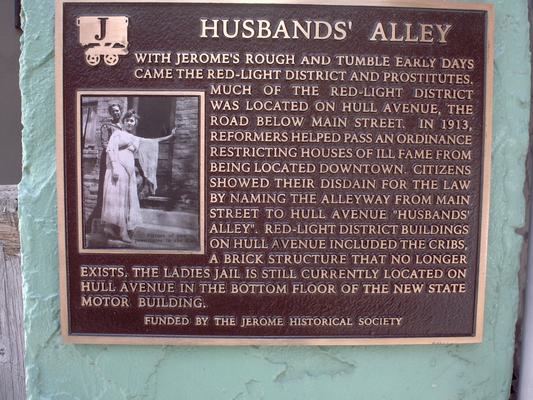 J
HUSBANDS' ALLEY
WITH JEROME'S ROUGH AND TUMBLE EARLY DAYS
CAME THE RED-LIGHT DISTRICT AND PROSTITUTES.
MUCH OF THE RED-LIGHT DISTRICT
WAS LOCATED ON HULL AVENUE, THE
ROAD BELOW MAIN STREET. IN 1913,
REFORMERS HELPED PASS AN ORDINANCE
RESTRICTING HOUSES OF ILL FAME FROM
BEING LOCATED DOWNTOWN. CITIZENS
SHOWED THEIR DISDAIN FOR THE LAW
BY NAMING THE ALLEYWAY FROM MAIN
STREET TO HULL AVENUE "HUSBANDS'
ALLEY". RED-LIGHT DISTRICT BUILDINGS
ON HULL AVENUE INCLUDED THE CRIBS,
A BRICK STRUCTURE THAT NO LONGER
EXISTS. THE LADIES JAIL IS STILL CURRENTLY LOCATED ON
HULL AVENUE IN THE BOTTOM FLOOR OF THE NEW STATE
MOTOR BUILDING.
FUNDED BY THE JEROME HISTORICAL SOCIETY